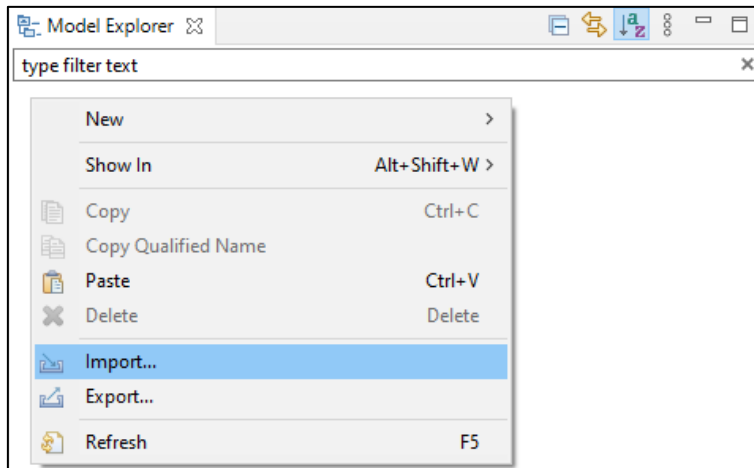 Model Explorer
type filter text
New
Show In Alt+Shift+W
Copy Ctrl+C
Copy Qualified Name
Paste Ctrl+V
Delete Delete
Import...
Export...
Refresh F5